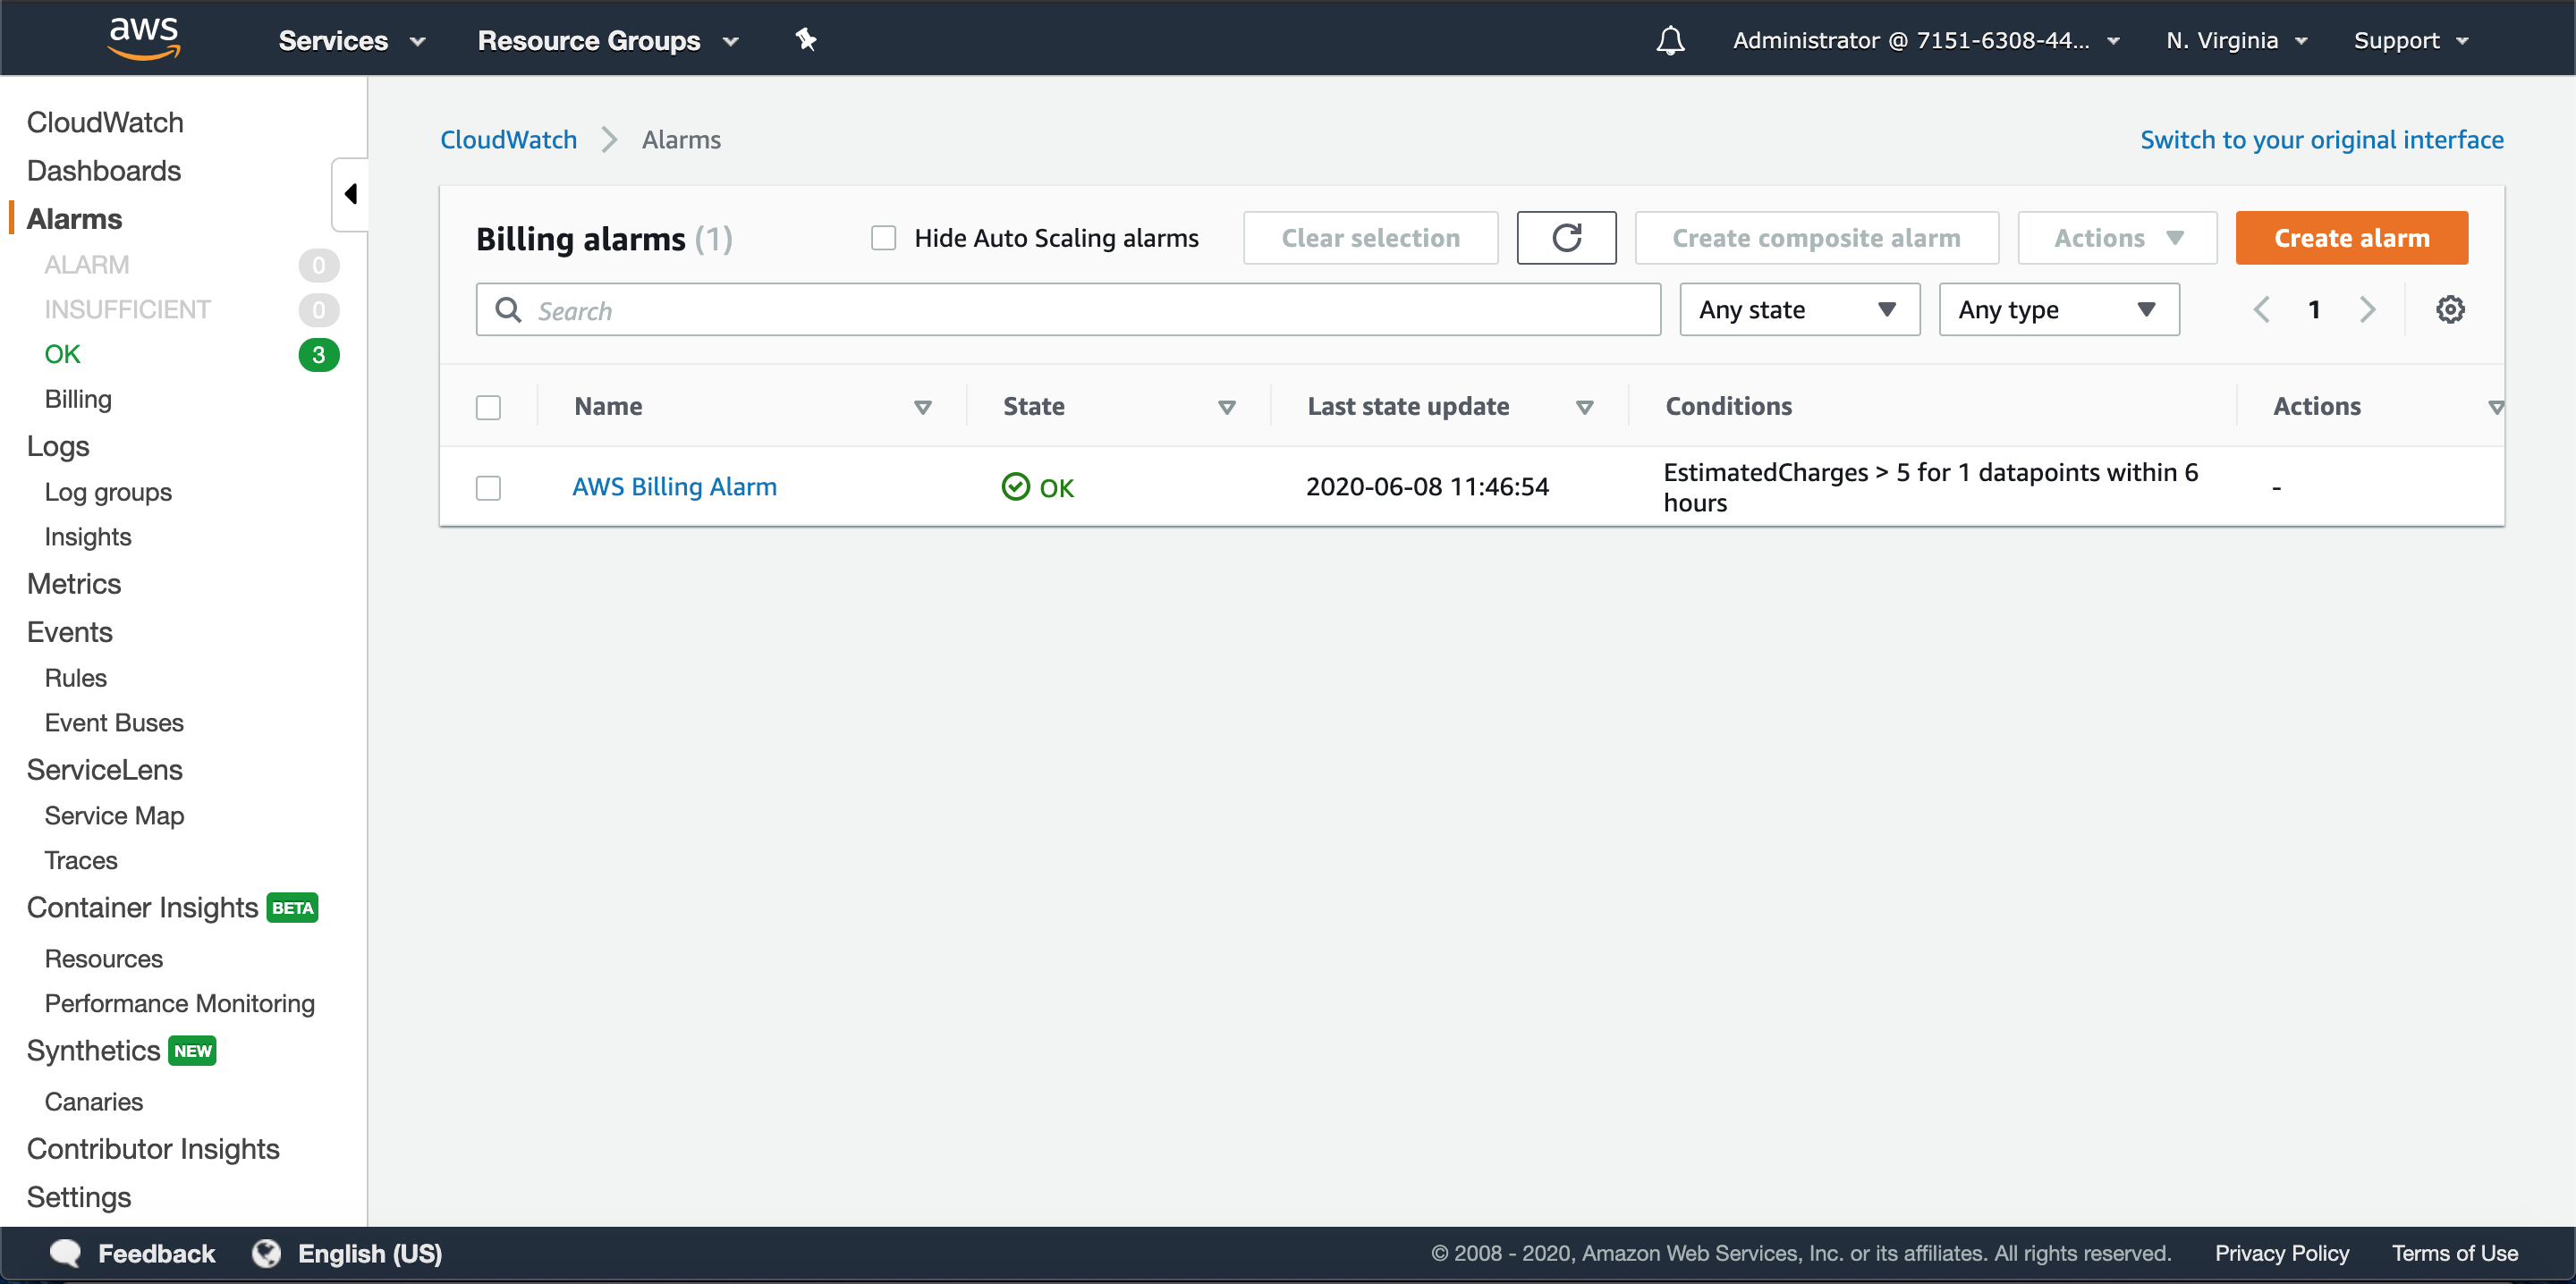 aws Services Resource Groups Administrator @ 7151-6308-44... N. Virginia Support
CloudWatch
Dashboards
Alarms
ALARM 0
INSUFFICIENT 0
OK 3
Billing
Logs
Log groups
Insights
Metrics
Events
Rules
Event Buses
ServiceLens
Service Map
Traces
Container Insights BETA
Resources
Performance Monitoring
Synthetics NEW
Canaries
Contributor Insights
Settings
CloudWatch Alarms Switch to your original interface
Billing alarms (1) Hide Auto Scaling alarms Clear selection Create composite alarm Actions Create alarm
Search Any state Any type 1
Name State Last state update Conditions Actions
AWS Billing Alarm OK 2020-06-08 11:46:54 EstimatedCharges > 5 for 1 datapoints within 6 -
hours
Feedback English (US) © 2008 - 2020, Amazon Web Services, Inc. or its affiliates. All rights reserved. Privacy Policy Terms of Use